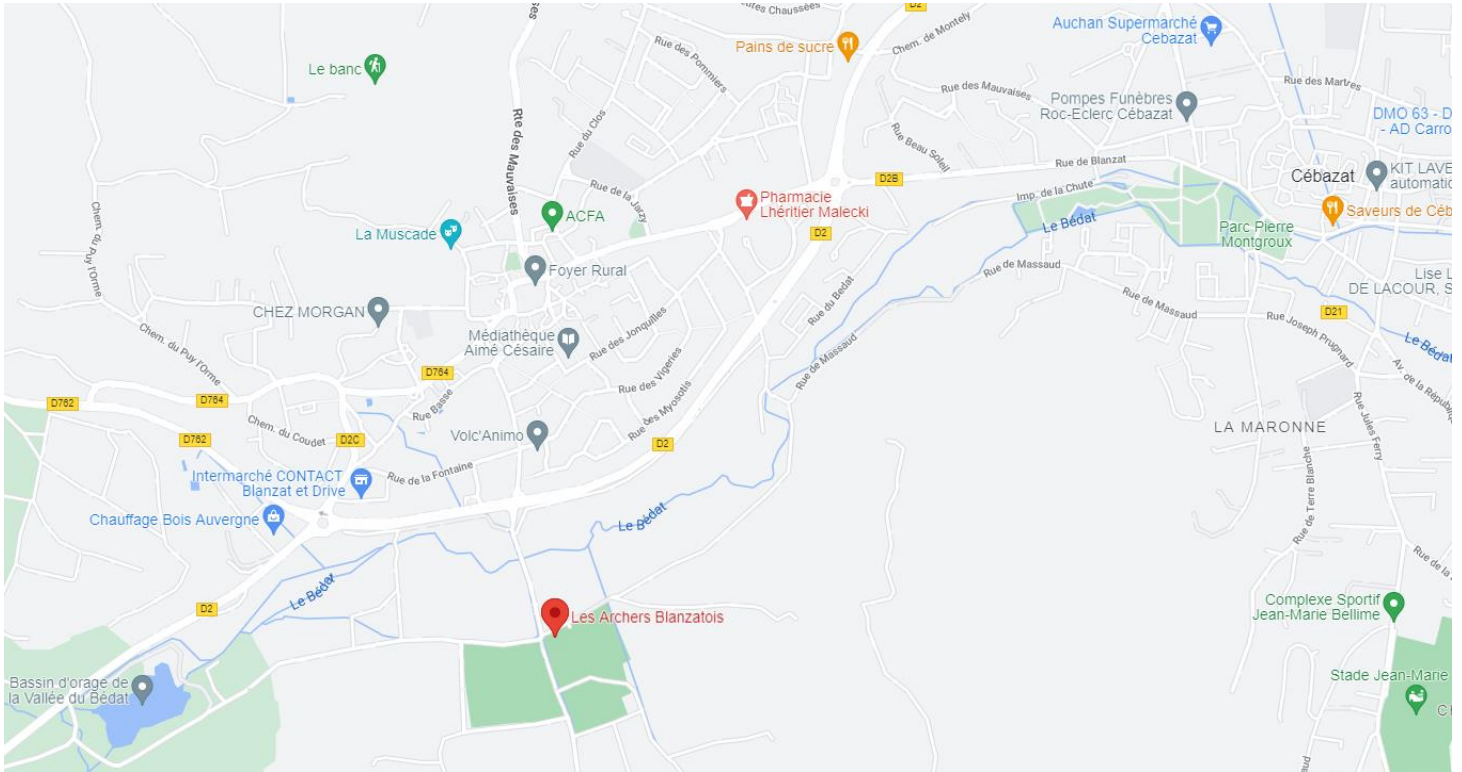 ures Chaussées
D2
Auchan Supermarché
Cebazat
Chem. de Montely
Pains de sucre
Rue des Pommiers
Le banc
Rue des Martres
Rue des Mauvaises
Pompes Funèbres
Roc-Eclerc Cébazat
Rte des Mauvaises
Rue du Clos
DMO 63 - D
- AD Carro
Rue Beau Soleil
Rue de Blanzat
Cébazat
KIT LAVE
automatic
D2B
Rue de la Jarzy
Imp. de la Chute
Pharmacie
Lhéritier Malecki
Saveurs de Céb
ACFA
Le Bédat
Parc Pierre
Montgroux
La Muscade
D2
Chem. du Puy l'Orme
Foyer Rural
Rue de Massaud
Lise L
DE LACOUR, S
CHEZ MORGAN
Rue du Bedat
Rue de Massaud
D21
Rue Joseph Prugnard
Médiathèque
Aimé Césaire
Rue des Jonquilles
Le Bédat
Chem. du Puy l'Orme
Rue de Massaud
D764
Rue des Vigeries
Av. de la République
D762
D764
Rue Basse
Rue des Myosotis
Rue Jules Ferry
Chem. du Coudet
D762
D2C
Volc'Animo
D2
LA MARONNE
Rue de la Fontaine
Intermarché CONTACT
Blanzat et Drive
Rue de Terre Blanche
Chauffage Bois Auvergne
Le Bédat
Rue de la
Le Bédat
D2
Les Archers Blanzatois
Complexe Sportif
Jean-Marie Bellime
Bassin d'orage de
la Vallée du Bédat
Stade Jean-Marie